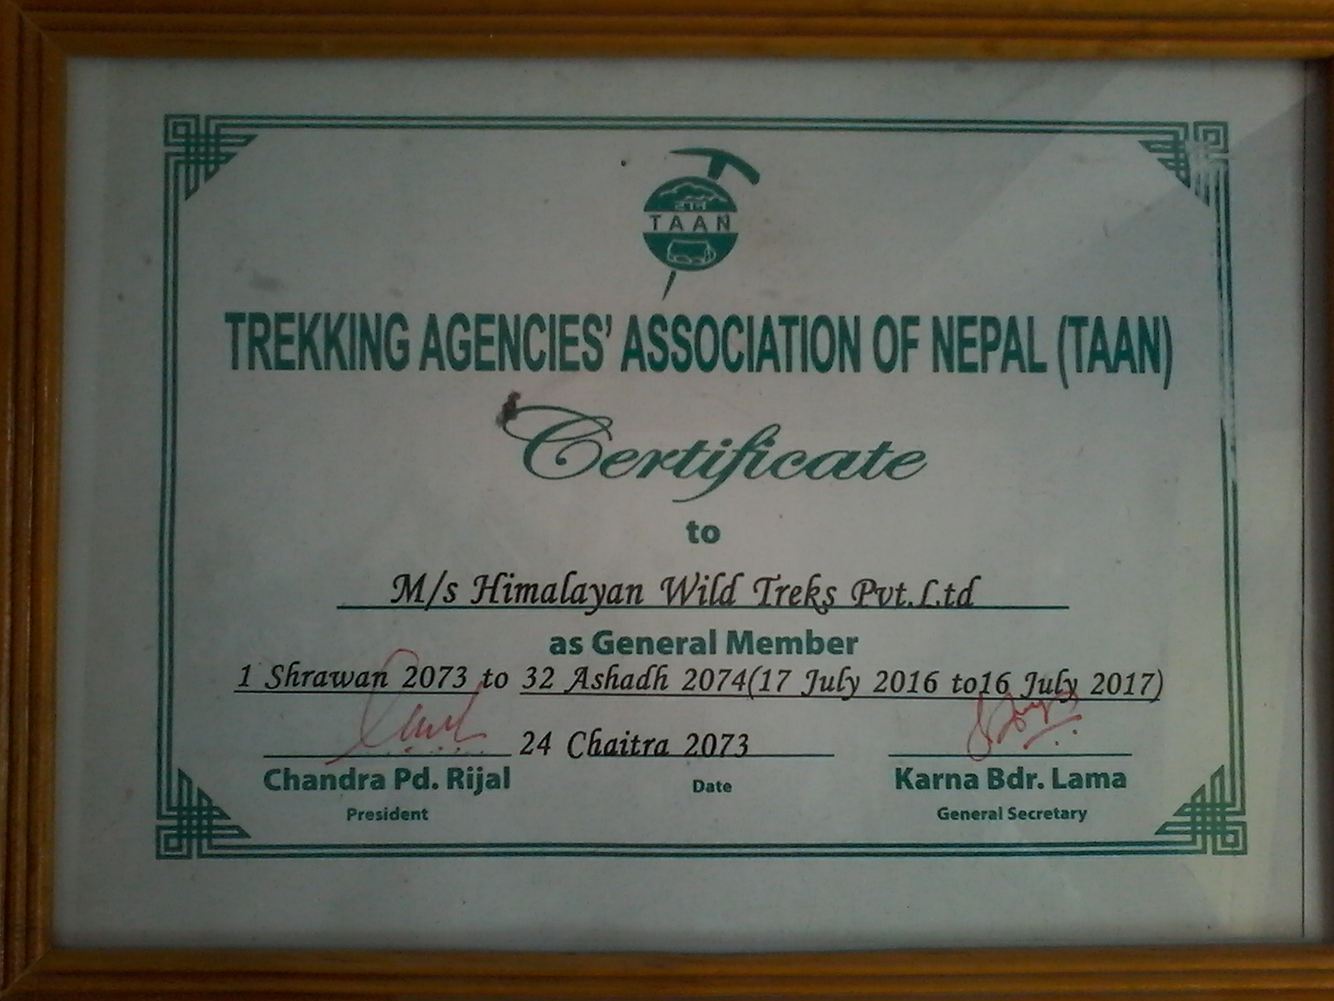 TAAN
TREKKING AGENCIES' ASSOCIATION OF NEPAL (TAAN)
Certificate
to
M/s Himalayan Wild Treks Pvt.Ltd
as General Member
1 Shrawan 2073 to 32 Ashadh 2074(17 July 2016 to16 July 2017)
24 Chaitra 2073
Chandra Pd. Rijal
Date
Karna Bdr. Lama
President
General Secretary